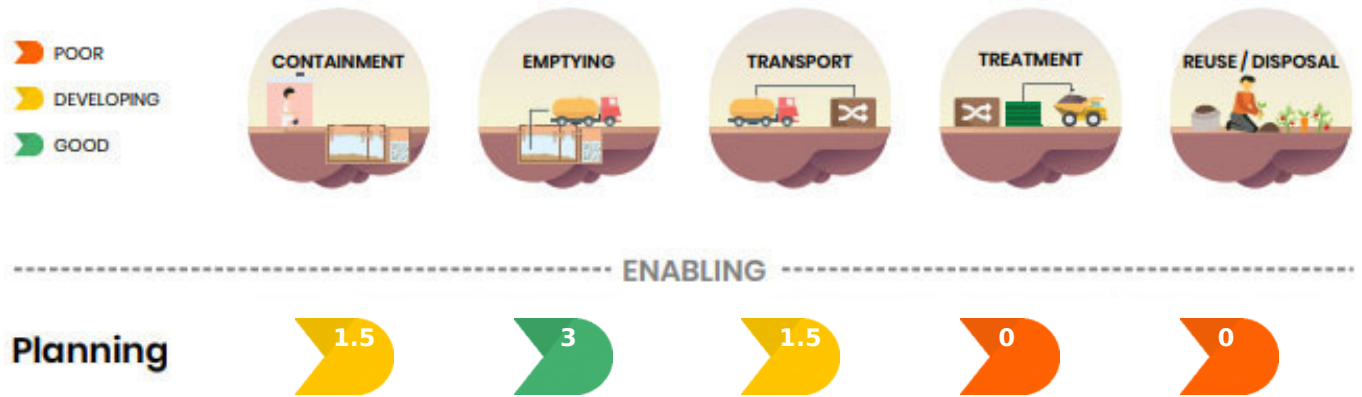 POOR
DEVELOPING
GOOD
CONTAINMENT
EMPTYING
TRANSPORT
TREATMENT
REUSE / DISPOSAL
ENABLING
Planning
1.5
3
1.5
0
0